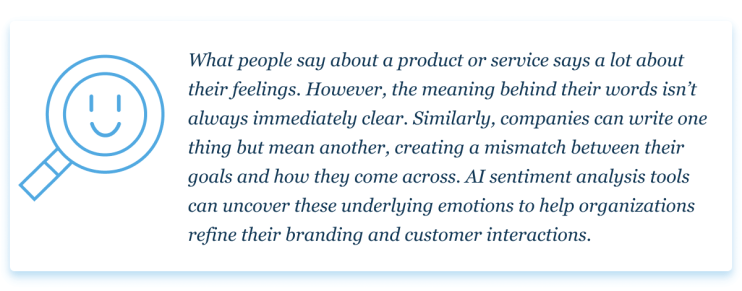 What people say about a product or service says a lot about
their feelings. However, the meaning behind their words isn’t
always immediately clear. Similarly, companies can write one
thing but mean another, creating a mismatch between their
goals and how they come across. AI sentiment analysis tools
can uncover these underlying emotions to help organizations
refine their branding and customer interactions.